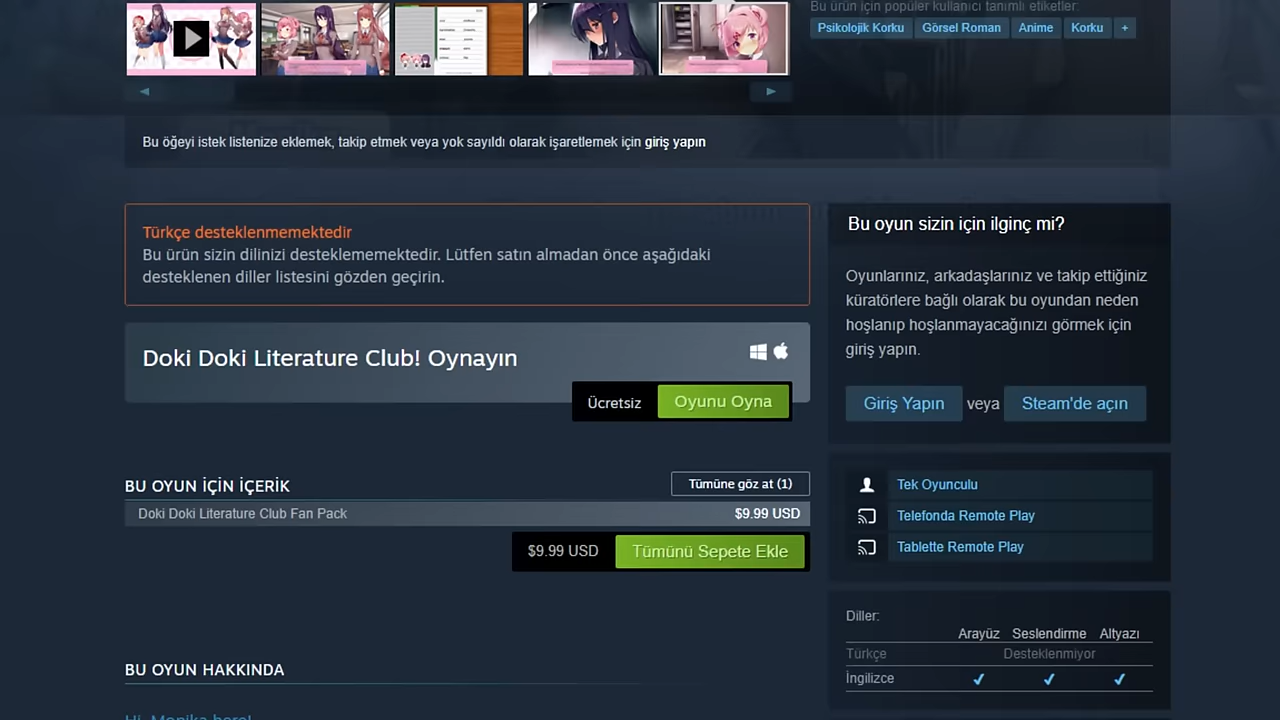 Bu ürün için popüler kullanıcı tanımlı etiketler:
Psikolojik Korku
Görsel Roman
Anime
Korku
+
Bu öğeyi istek listenize eklemek, takip etmek veya yok sayıldı olarak işaretlemek için giriş yapın
Türkçe desteklenmemektedir
Bu ürün sizin dilinizi desteklememektedir. Lütfen satın almadan önce aşağıdaki
desteklenen diller listesini gözden geçirin.
Doki Doki Literature Club! Oynayın
Ücretsiz
Oyunu Oyna
BU OYUN İÇİN İÇERİK
Tümüne göz at (1)
Doki Doki Literature Club Fan Pack
$9.99 USD
$9.99 USD
Tümünü Sepete Ekle
BU OYUN HAKKINDA
Hi, Monika here!
Bu oyun sizin için ilginç mi?
Oyunlarınız, arkadaşlarınız ve takip ettiğiniz
küratörlere bağlı olarak bu oyundan neden
hoşlanıp hoşlanmayacağınızı görmek için
giriş yapın.
Giriş Yapın veya Steam'de açın
Tek Oyunculu
Telefonda Remote Play
Tablette Remote Play
Diller:
Arayüz Seslendirme Altyazı
Türkçe Desteklenmiyor
İngilizce ✓ ✓ ✓